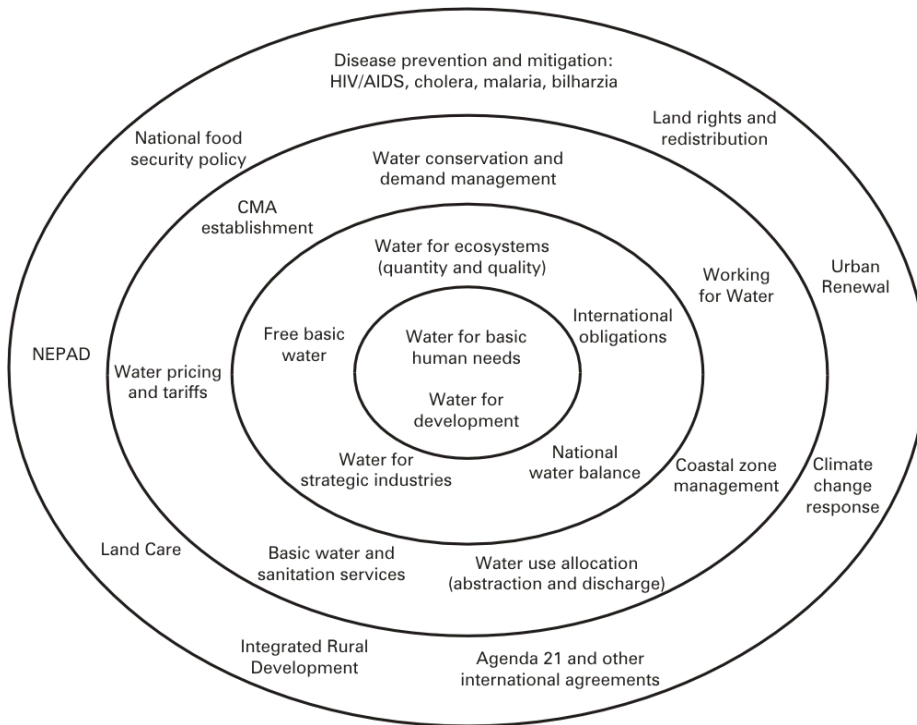 Disease prevention and mitigation:
HIV/AIDS, cholera, malaria, bilharzia
Land rights and
redistribution
National food
security policy
Water conservation and
demand management
CMA
establishment
Water for ecosystems
(quantity and quality)
Urban
Renewal
Working
for Water
International
obligations
Free basic
water
Water for basic
human needs
NEPAD
Water pricing
and tariffs
Water for
development
Water for
strategic industries
National
water balance
Coastal zone
management
Climate
change
response
Land Care
Basic water and
sanitation services
Water use allocation
(abstraction and discharge)
Integrated Rural
Development
Agenda 21 and other
international agreements